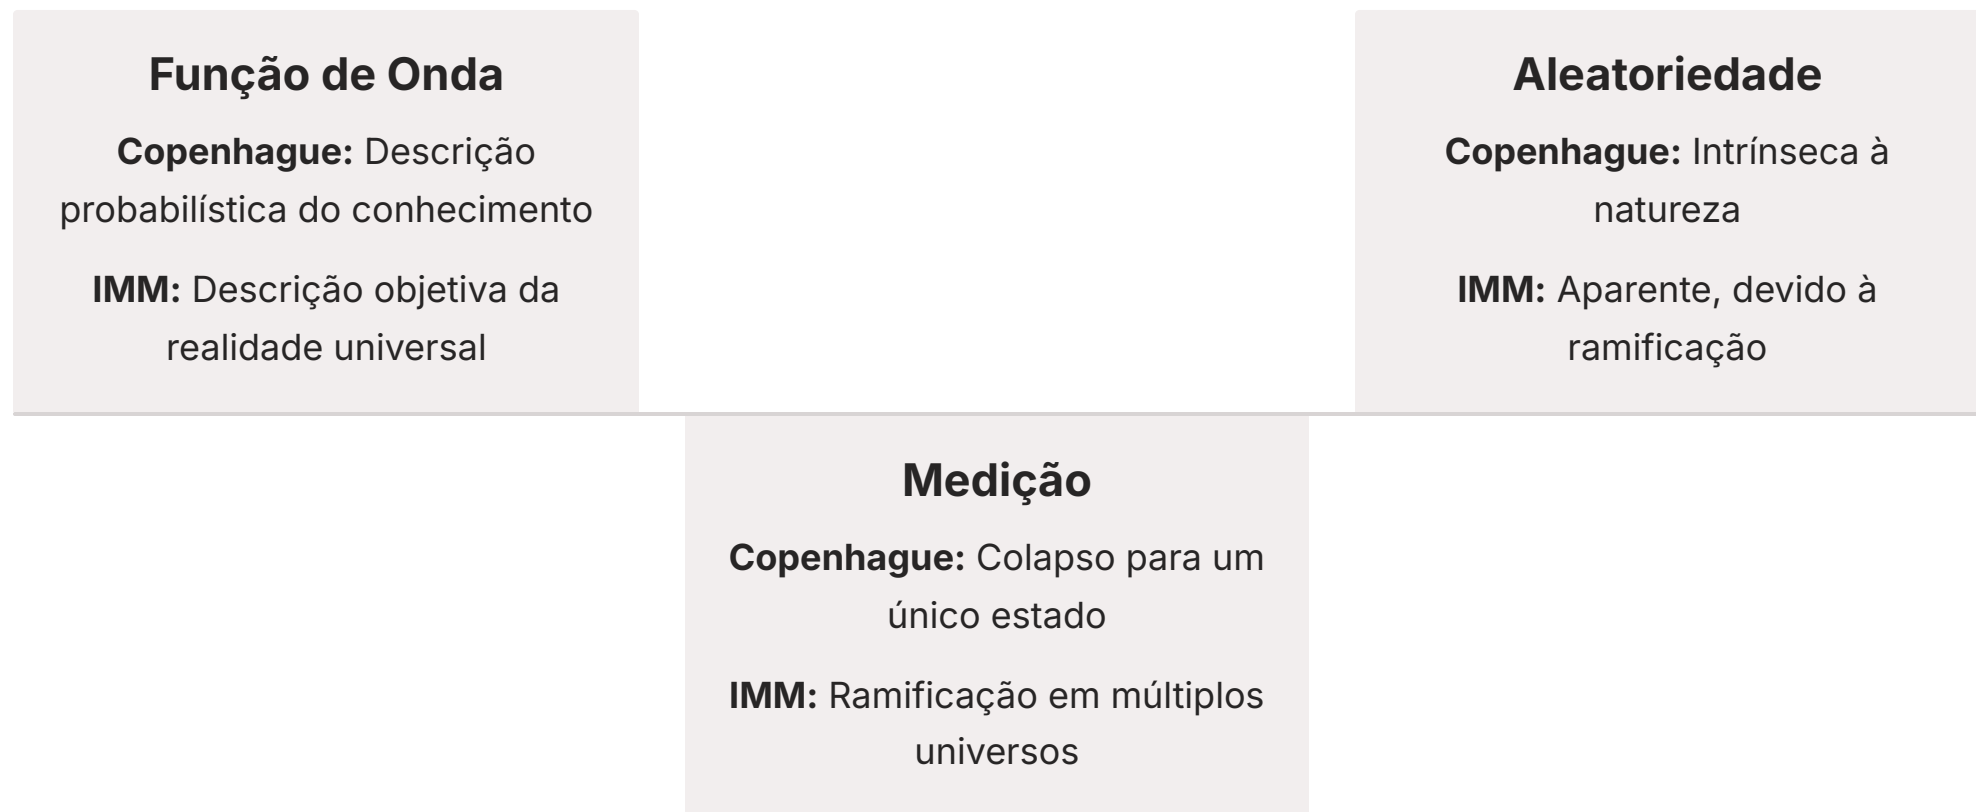 Função de Onda
Copenhague: Descrição
probabilística do conhecimento
IMM: Descrição objetiva da
realidade universal
Medição
Copenhague: Colapso para um
único estado
IMM: Ramificação em múltiplos
universos
Aleatoriedade
Copenhague: Intrínseca à
natureza
IMM: Aparente, devido à
ramificação